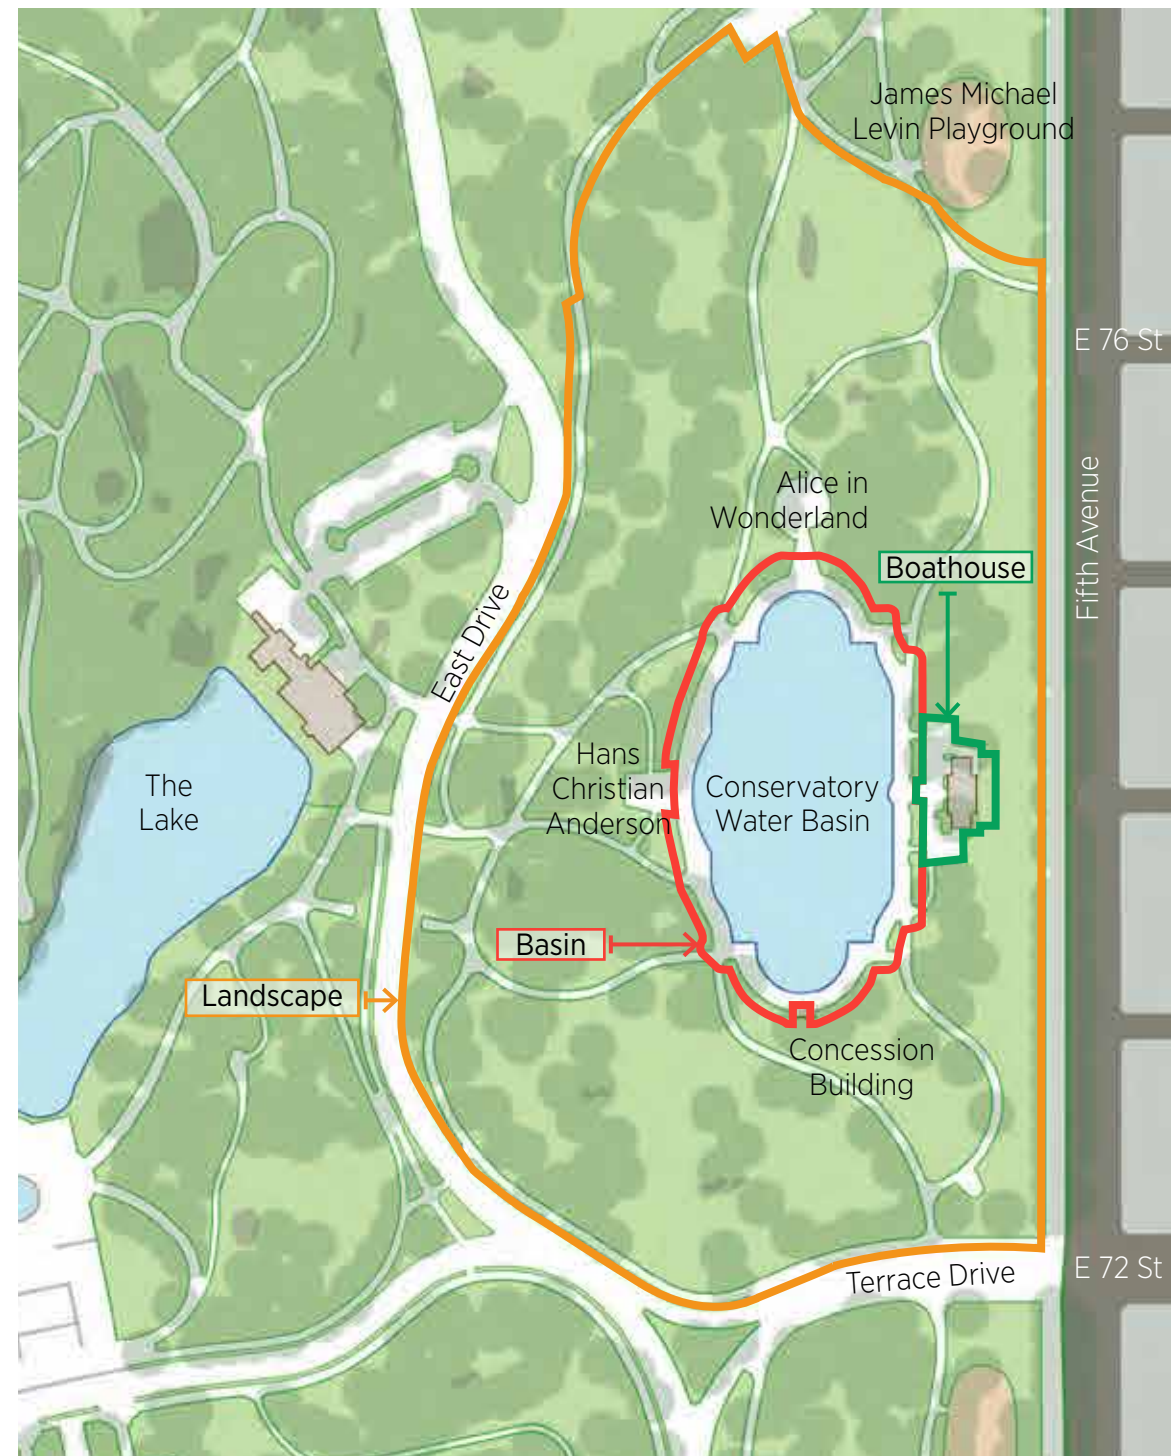 James Michael
Levin Playground
E 76 St
Fifth Avenue
Alice in
Wonderland
Boathouse
East Drive
Hans
Christian
Anderson
Conservatory
Water Basin
The
Lake
Basin
Landscape
Concession
Building
Terrace Drive
E 72 St